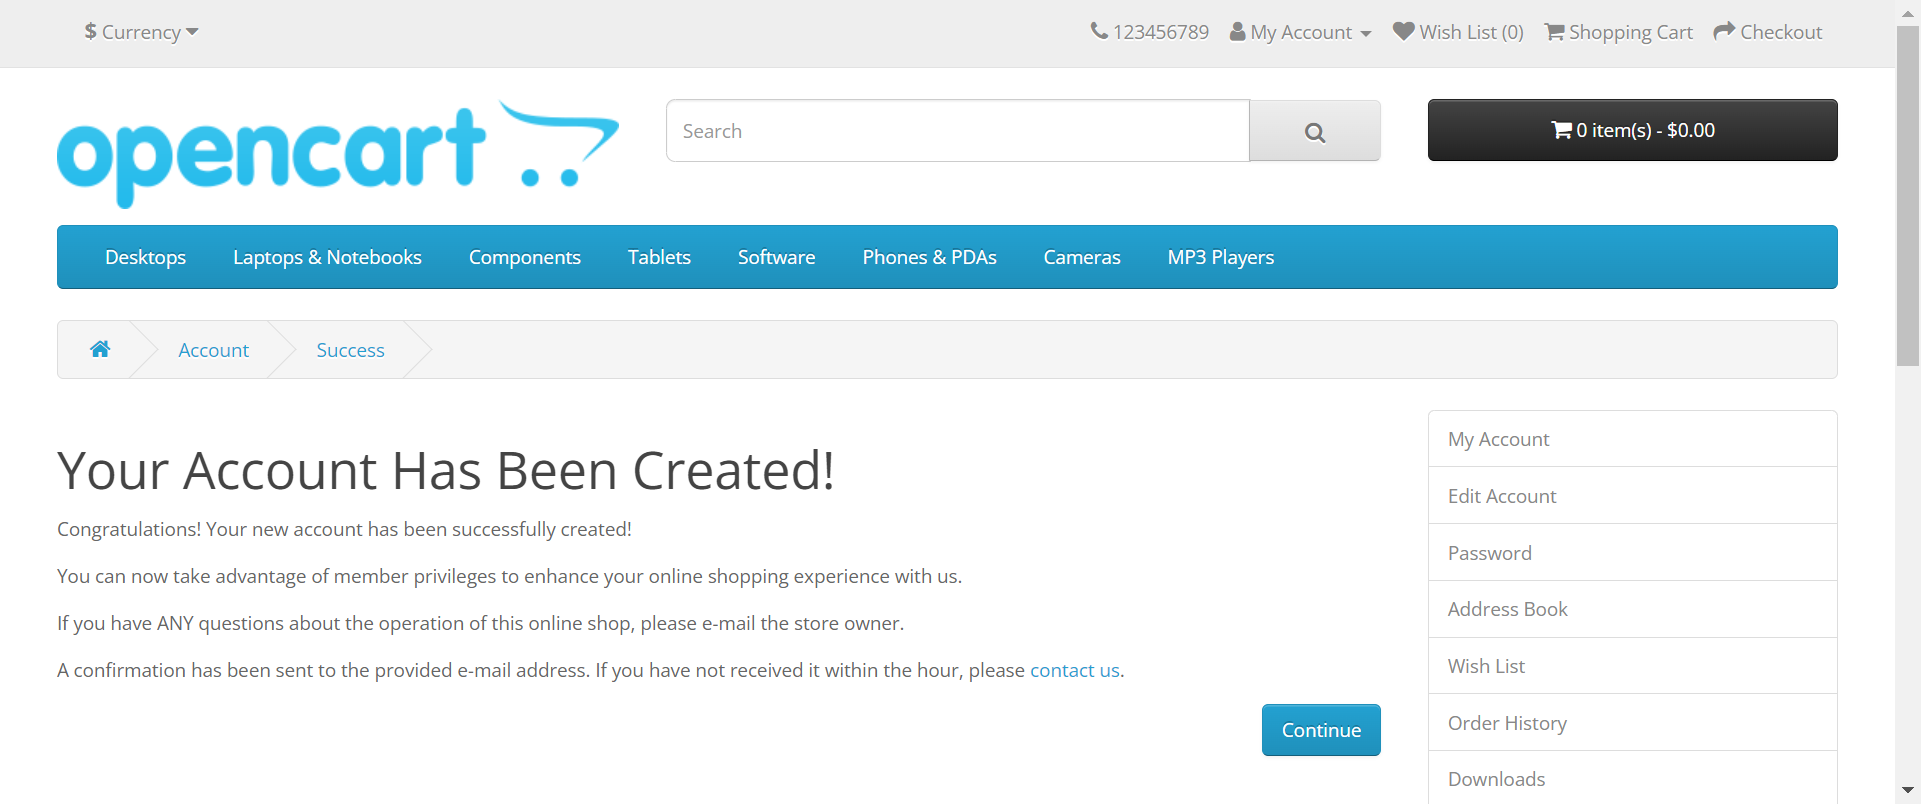 $ Currency
123456789 My Account Wish List (0) Shopping Cart Checkout
opencart
Search
0 item(s) - $0.00
Desktops Laptops & Notebooks Components Tablets Software Phones & PDAs Cameras MP3 Players
Account Success
Your Account Has Been Created!
Congratulations! Your new account has been successfully created!
You can now take advantage of member privileges to enhance your online shopping experience with us.
If you have ANY questions about the operation of this online shop, please e-mail the store owner.
A confirmation has been sent to the provided e-mail address. If you have not received it within the hour, please contact us.
Continue
My Account
Edit Account
Password
Address Book
Wish List
Order History
Downloads